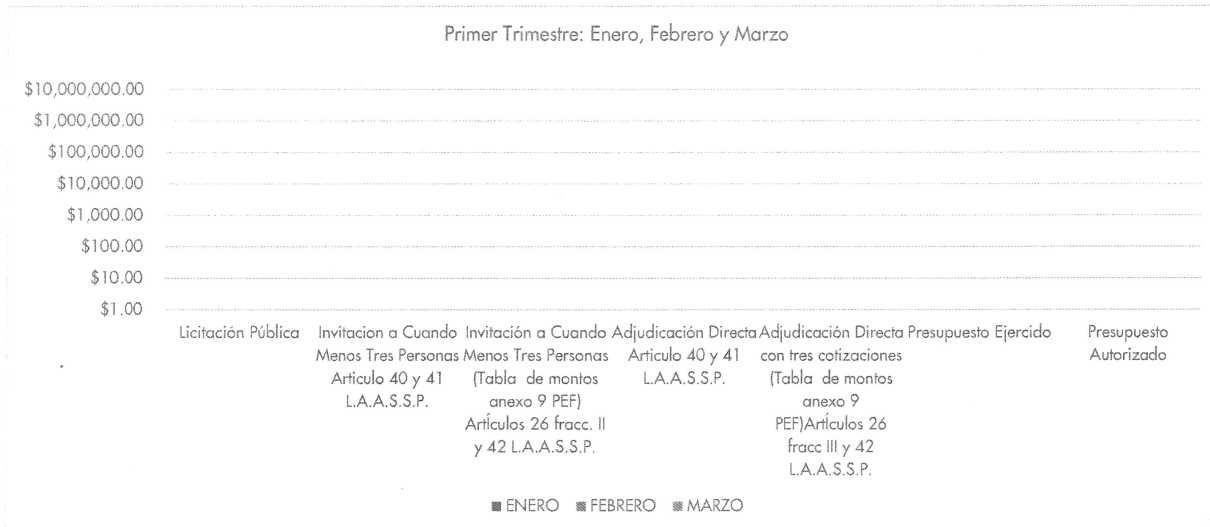 Primer Trimestre: Enero, Febrero y Marzo
$10,000,000.00
$1,000,000.00
$100,000.00
$10,000.00
$1,000.00
$100.00
$10.00
$1.00
Licitación Pública
Invitacion a Cuando
Menos Tres Personas
Articulo 40 y 41
L.A.A.S.S.P.
Invitación a Cuando
Menos Tres Personas
(Tabla de montos
anexo 9 PEF)
Artículos 26 fracc. II
y 42 L.A.A.S.S.P.
Adjudicación Directa
Articulo 40 y 41
L.A.A.S.S.P.
Adjudicación Directa
con tres cotizaciones
(Tabla de montos
anexo 9
PEF)Artículos 26
fracc III y 42
L.A.A.S.S.P.
Presupuesto Ejercido
Presupuesto
Autorizado
ENERO FEBRERO MARZO